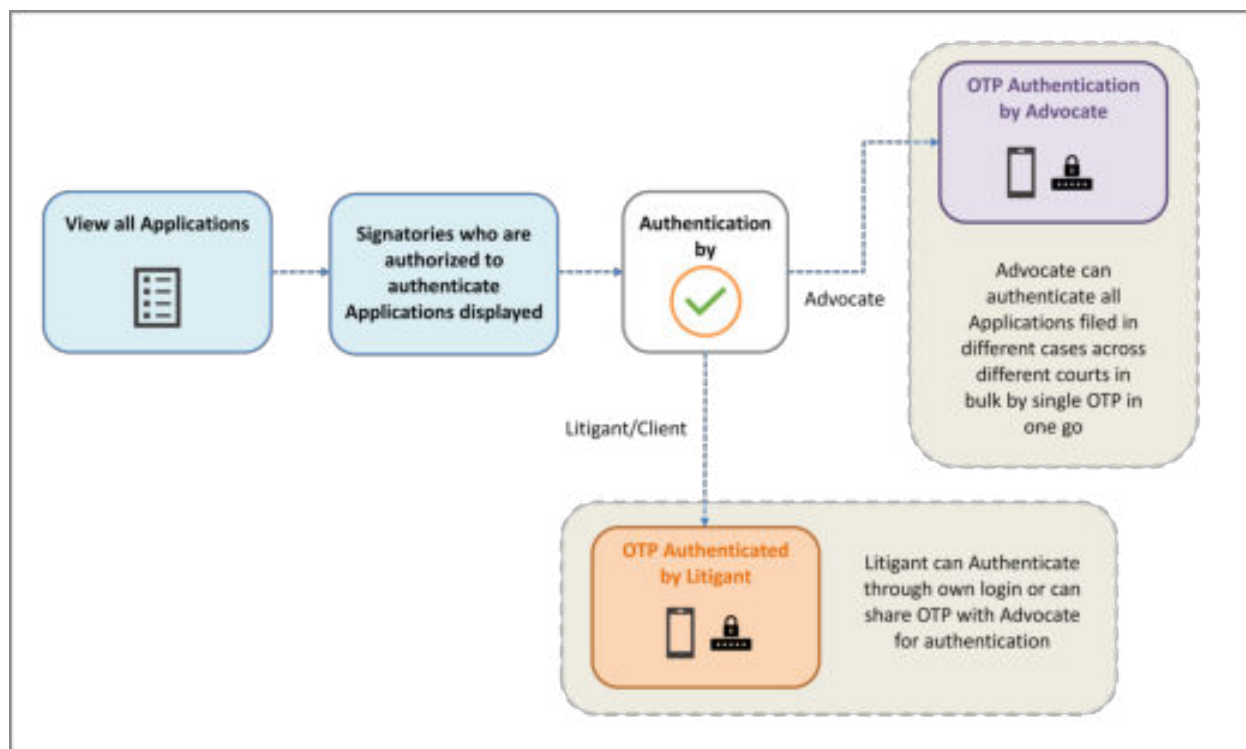 View all Applications
Signatories who are
authorized to
authenticate
Applications displayed
Authentication
by
Advocate
OTP Authentication
by Advocate
Advocate can
authenticate all
Applications filed in
different cases across
different courts in
bulk by single OTP in
one go
Litigant/Client
OTP Authenticated
by Litigant
Litigant can Authenticate
through own login or can
share OTP with Advocate
for authentication